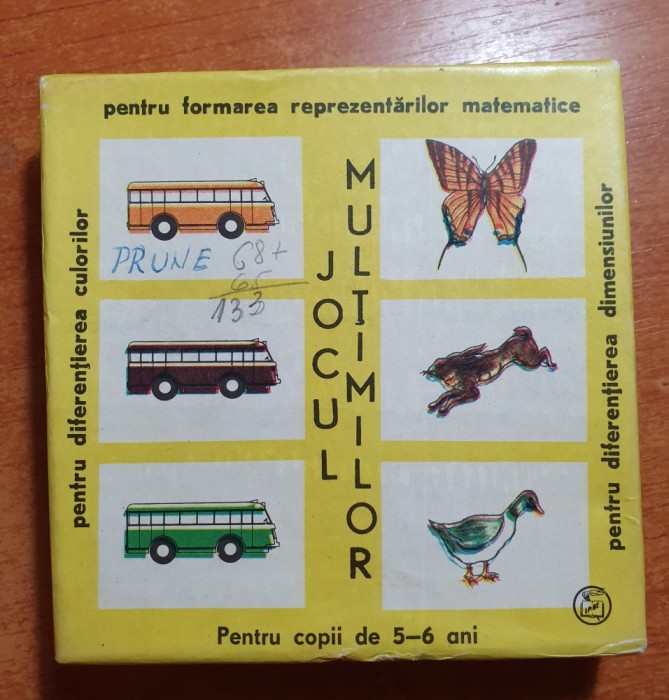 pentru formarea reprezentărilor matematice
pentru diferențierea culorilor
PRUNE 68+
65
133
JOCUL
MULȚIMILOR
pentru diferențierea dimensiunilor
Pentru copii de 5–6 ani